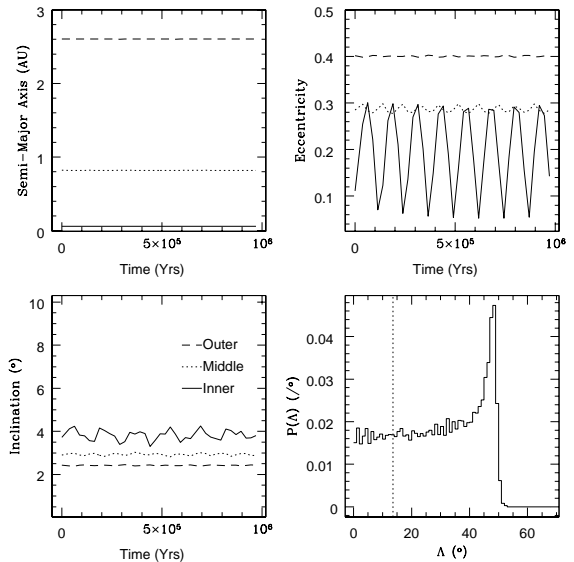 3
2
1
0
Semi-Major Axis (AU)
0
5×10⁵
10⁶
Time (Yrs)
0.5
0.4
0.3
0.2
0.1
Eccentricity
0
5×10⁵
10⁶
Time (Yrs)
10
8
6
4
2
Inclination (°)
Outer
Middle
Inner
0
5×10⁵
10⁶
Time (Yrs)
0.04
0.03
0.02
0.01
0
P(Λ) (/°)
0
20
40
60
Λ (°)